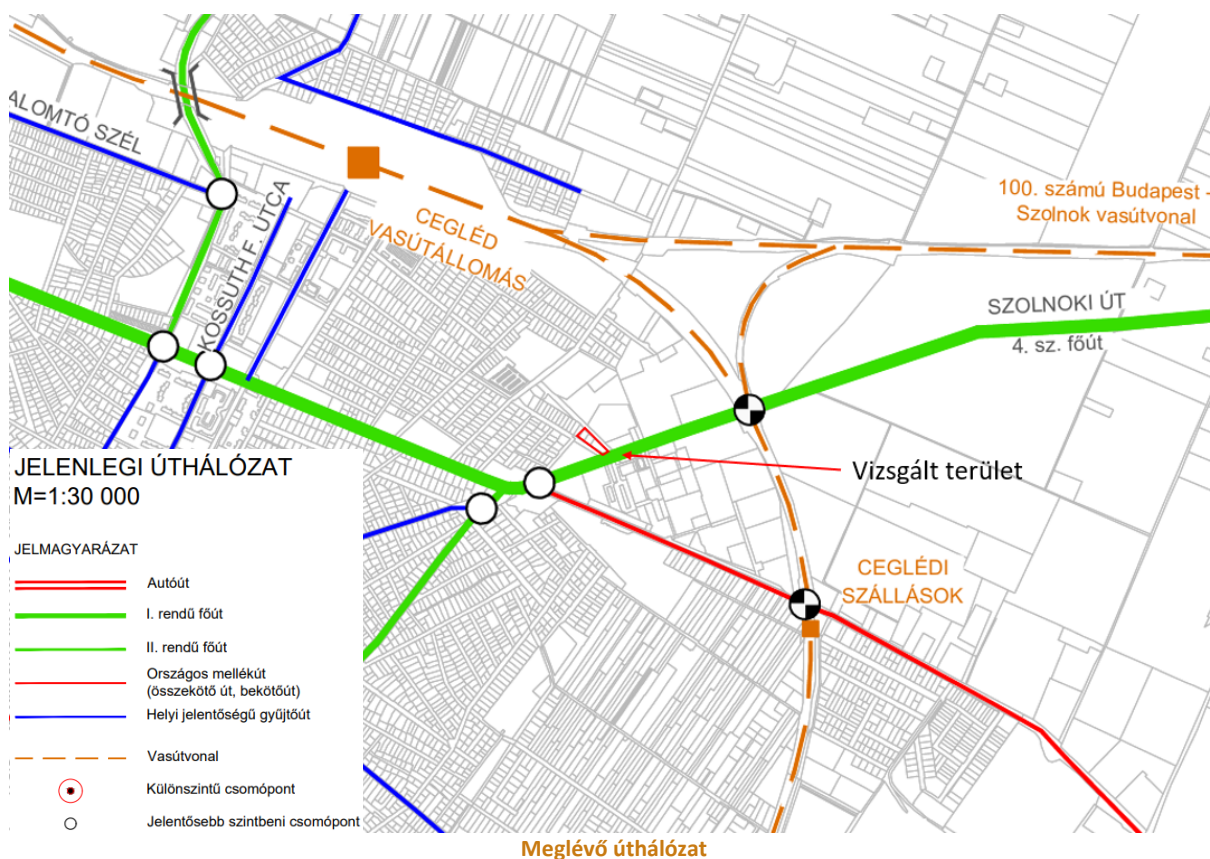 ALOMTÓ SZÉL
KOSSUTH F. UTCA
CEGLÉD
VASÚTÁLLOMÁS
100. számú Budapest -
Szolnok vasútvonal
SZOLNOKI ÚT
4. sz. főút
Vizsgált terület
CEGLÉDI
SZÁLLÁSOK
JELENLEGI ÚTHÁLÓZAT
M=1:30 000
JELMAGYARÁZAT
Autóút
I. rendű főút
II. rendű főút
Országos mellékút
(összekötő út, bekötőút)
Helyi jelentőségű gyűjtőút
Vasútvonal
Különszintű csomópont
Jelentősebb szintbeni csomópont
Meglévő úthálózat